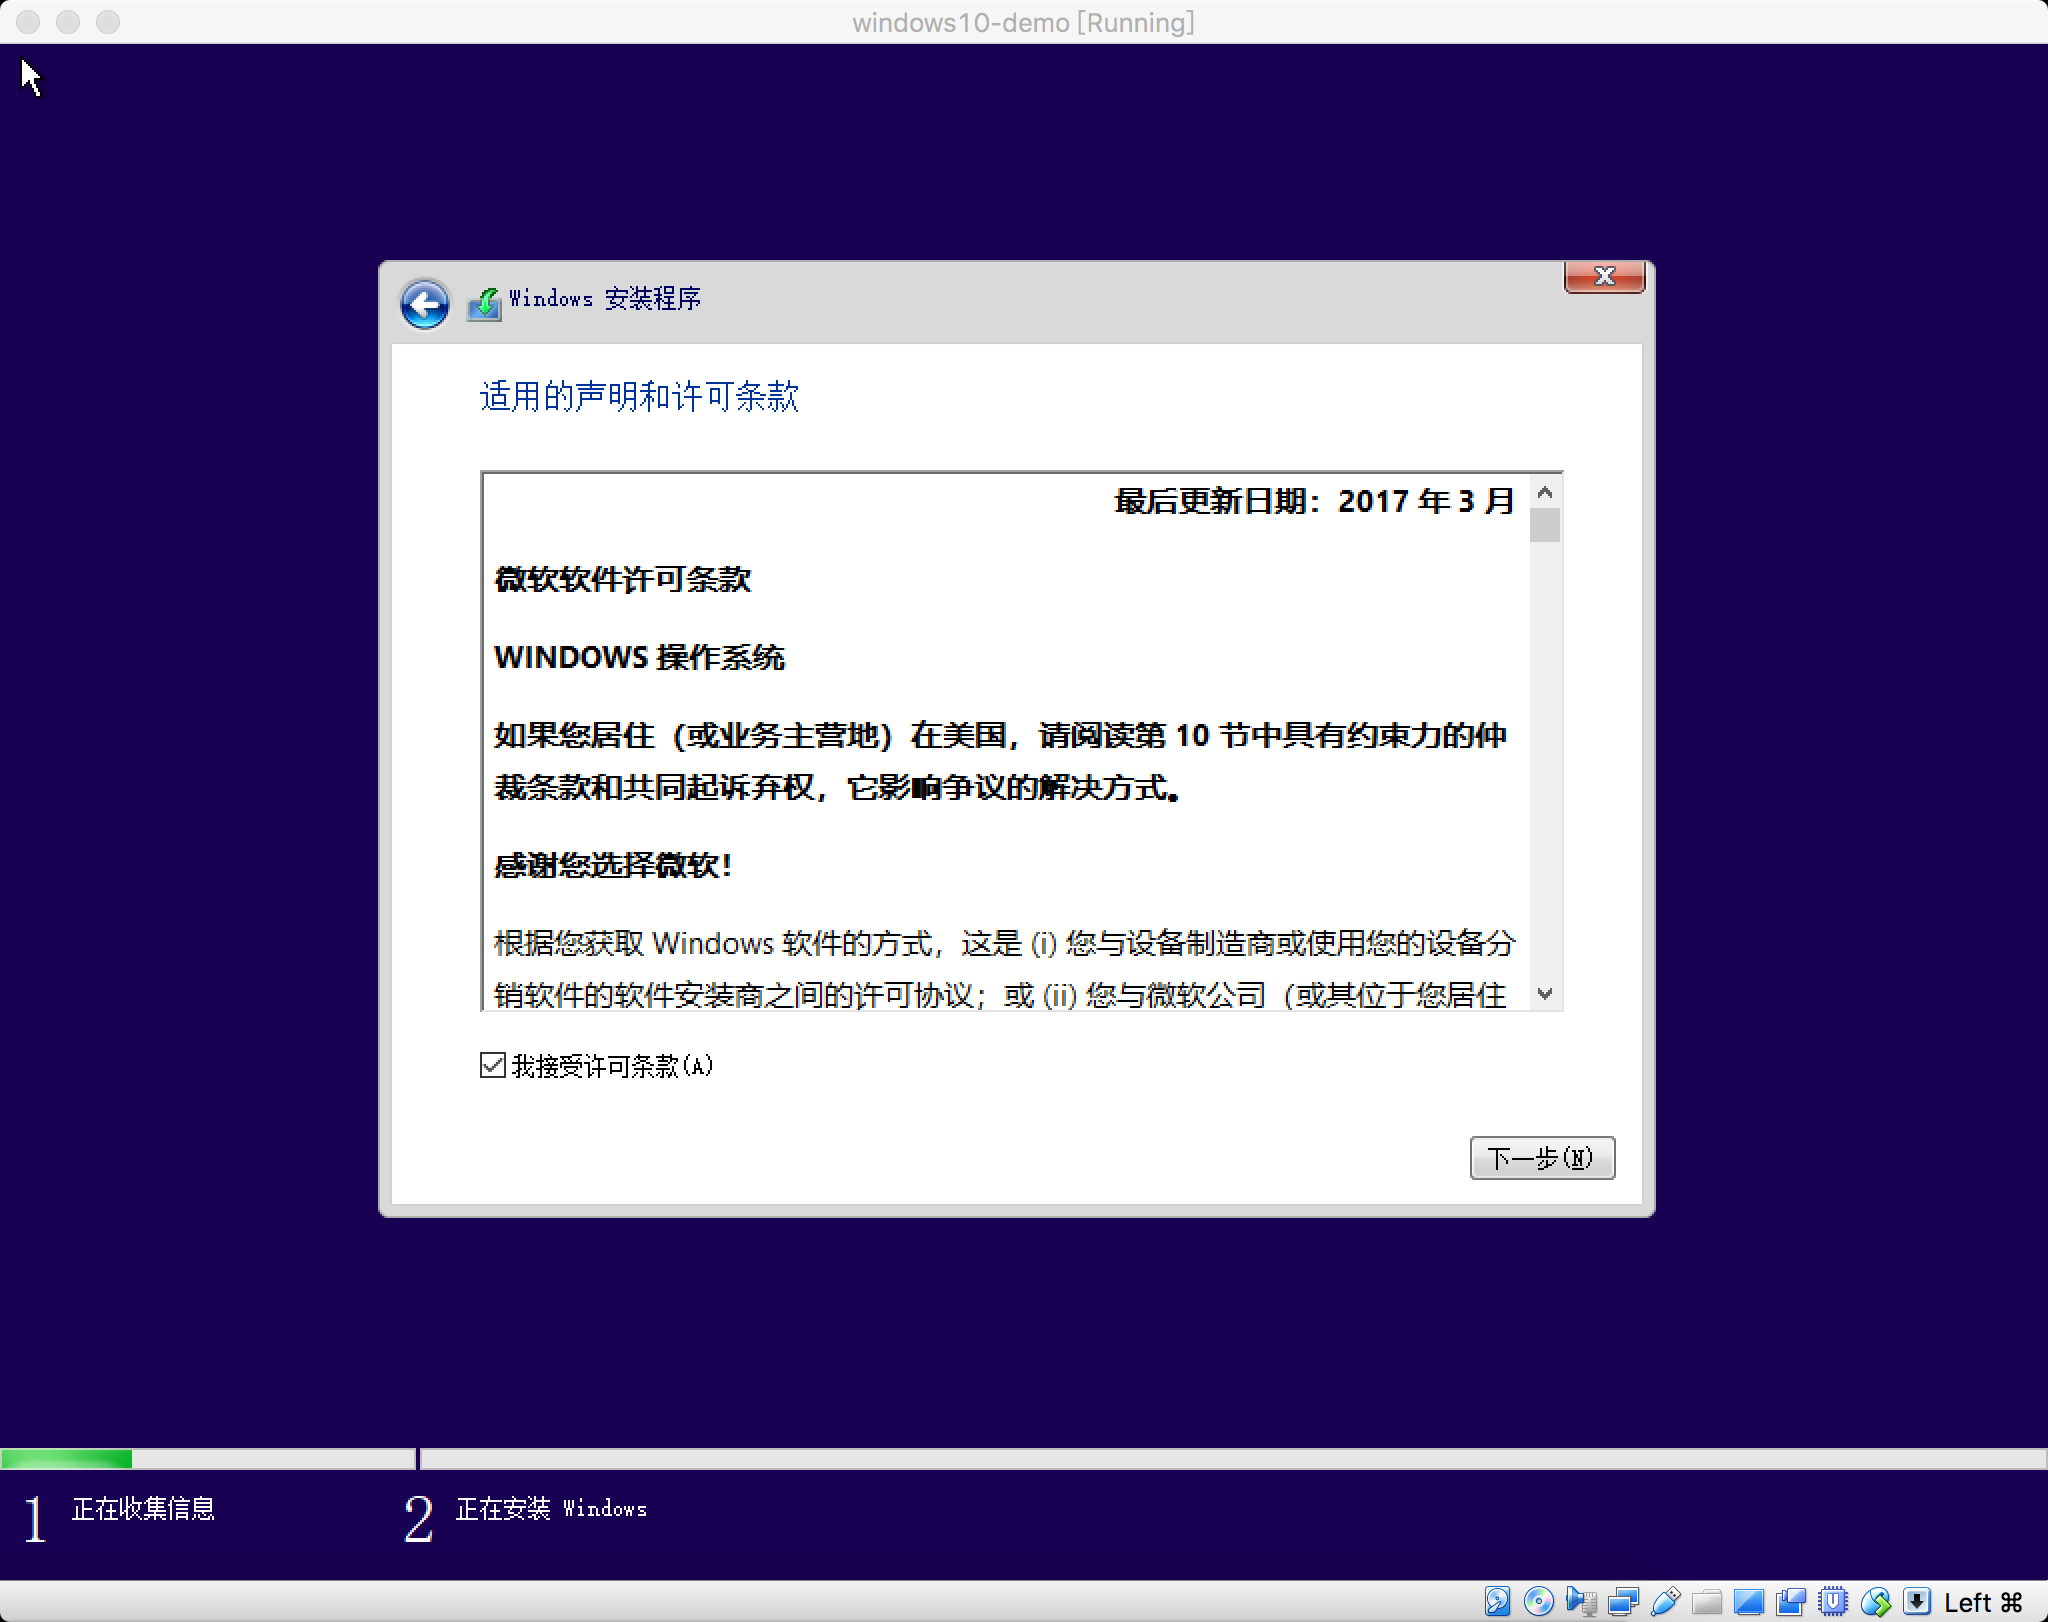 windows10-demo [Running]
Windows 安装程序
适用的声明和许可条款
最后更新日期：2017 年 3 月
微软软件许可条款
WINDOWS 操作系统
如果您居住（或业务主营地）在美国，请阅读第 10 节中具有约束力的仲
裁条款和共同起诉弃权，它影响争议的解决方式。
感谢您选择微软！
根据您获取 Windows 软件的方式，这是 (i) 您与设备制造商或使用您的设备分
销软件的软件安装商之间的许可协议；或 (ii) 您与微软公司（或其位于您居住
我接受许可条款(A)
下一步(N)
1 正在收集信息
2 正在安装 Windows
Left ⌘